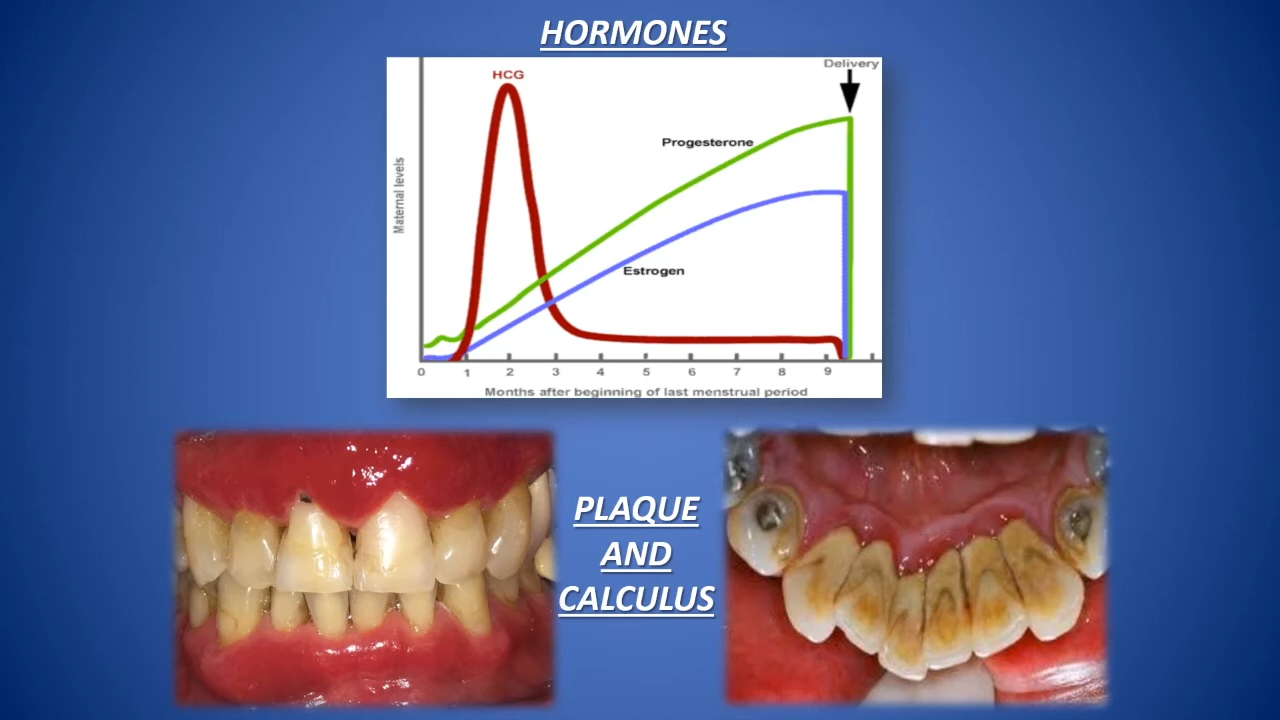 HORMONES
HCG
Delivery
Progesterone
Maternal levels
Estrogen
0 1 2 3 4 5 6 7 8 9
Months after beginning of last menstrual period
PLAQUE
AND
CALCULUS